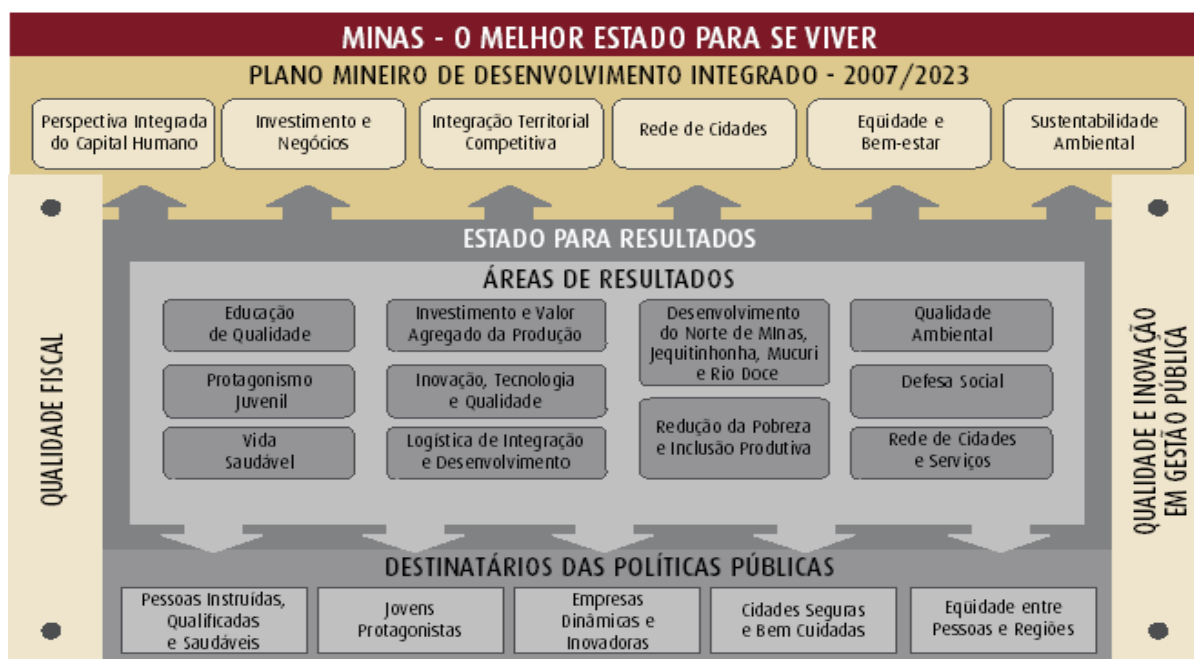 MINAS - O MELHOR ESTADO PARA SE VIVER
PLANO MINEIRO DE DESENVOLVIMENTO INTEGRADO - 2007/2023
Perspectiva Integrada
do Capital Humano
Investimento e
Negócios
Integração Territorial
Competitiva
Rede de Cidades
Eqüidade e
Bem-estar
Sustentabilidade
Ambiental
QUALIDADE FISCAL
ESTADO PARA RESULTADOS
ÁREAS DE RESULTADOS
Educação
de Qualidade
Protagonismo
Juvenil
Vida
Saudável
Investimento e Valor
Agregado da Produção
Inovação, Tecnologia
e Qualidade
Logística de Integração
e Desenvolvimento
Desenvolvimento
do Norte de MInas,
Jequitinhonha, Mucuri
e Rio Doce
Redução da Pobreza
e Inclusão Produtiva
Qualidade
Ambiental
Defesa Social
Rede de Cidades
e Serviços
QUALIDADE E INOVAÇÃO
EM GESTÃO PÚBLICA
DESTINATÁRIOS DAS POLÍTICAS PÚBLICAS
Pessoas Instruídas,
Qualificadas
e Saudáveis
Jovens
Protagonistas
Empresas
Dinâmicas e
Inovadoras
Cidades Seguras
e Bem Cuidadas
Eqüidade entre
Pessoas e Regiões